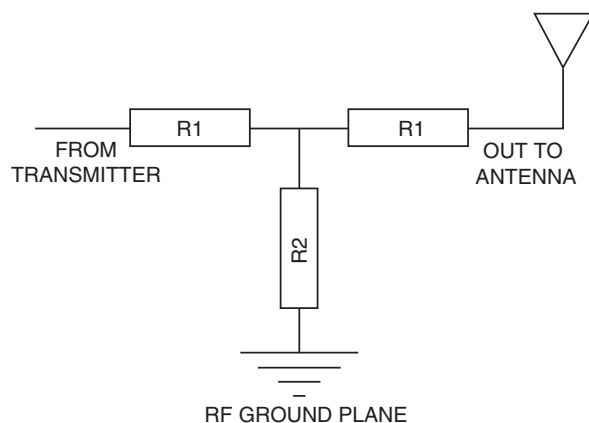 R1
R1
FROM
TRANSMITTER
OUT TO
ANTENNA
R2
RF GROUND PLANE